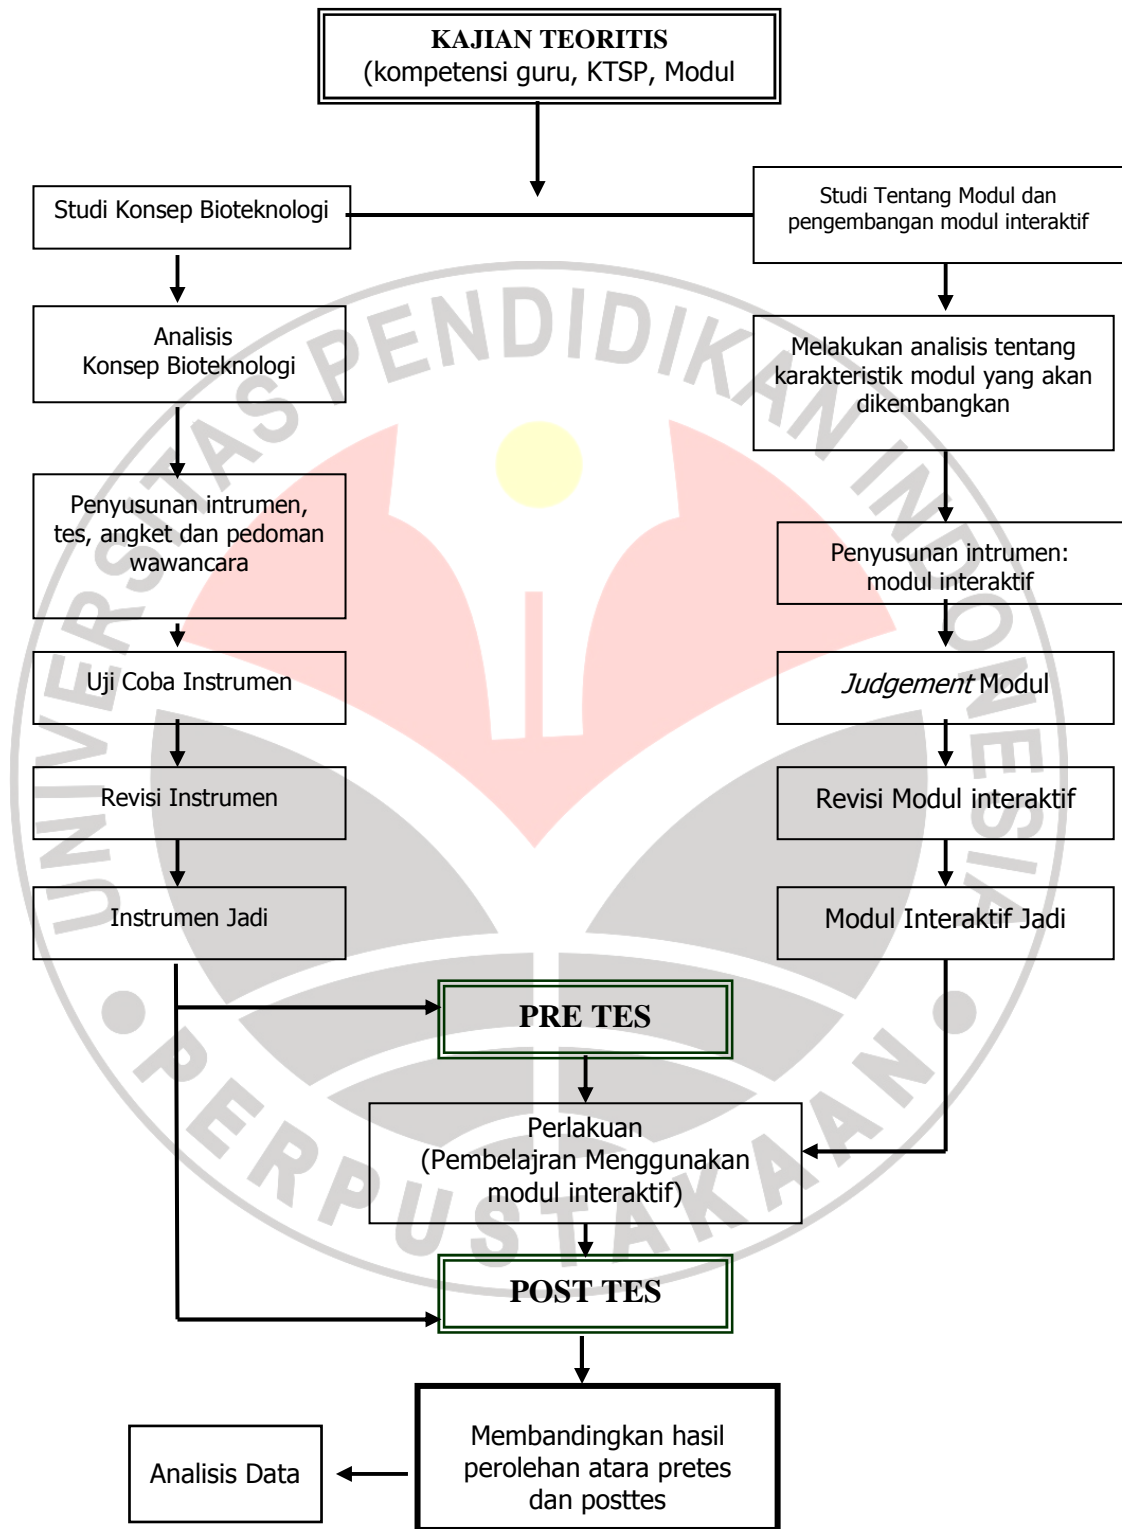 KAJIAN TEORITIS
(kompetensi guru, KTSP, Modul
Studi Konsep Bioteknologi
Studi Tentang Modul dan
pengembangan modul interaktif
Analisis
Konsep Bioteknologi
Melakukan analisis tentang
karakteristik modul yang akan
dikembangkan
Penyusunan intrumen,
tes, angket dan pedoman
wawancara
Penyusunan intrumen:
modul interaktif
Uji Coba Instrumen
Judgement Modul
Revisi Instrumen
Revisi Modul interaktif
Instrumen Jadi
Modul Interaktif Jadi
PRE TES
Perlakuan
(Pembelajran Menggunakan
modul interaktif)
POST TES
Membandingkan hasil
perolehan atara pretes
dan posttes
Analisis Data
UNIVERSITAS PENDIDIKAN INDONESIA
PERPUSTAKAAN